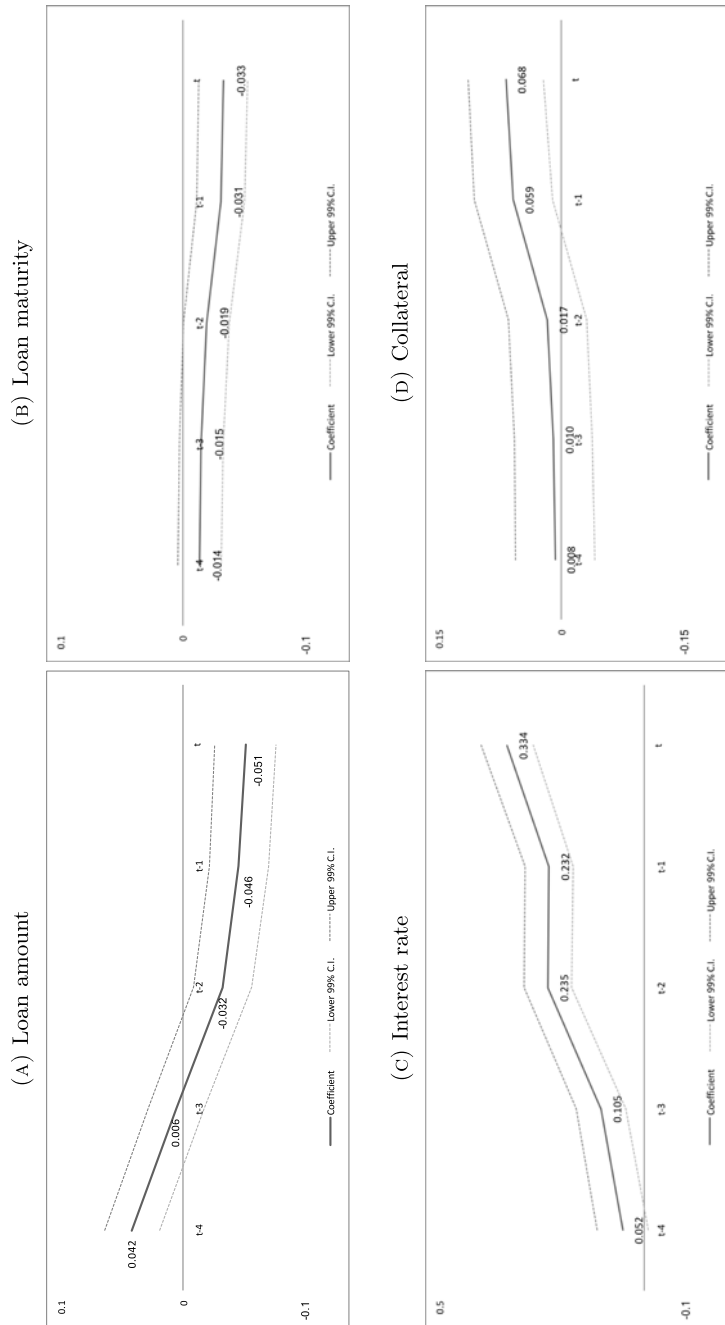 (A) Loan amount
0.1
0
-0.1
0.042
0.006
-0.032
-0.046
-0.051
t-4
t-3
t-2
t-1
t
Coefficient
Lower 99% C.I.
Upper 99% C.I.
(B) Loan maturity
0.1
0
-0.1
t-4
t-3
t-2
t-1
t
-0.014
-0.015
-0.019
-0.031
-0.033
Coefficient
Lower 99% C.I.
Upper 99% C.I.
(C) Interest rate
0.5
-0.1
0.052
0.105
0.235
0.232
0.334
t-4
t-3
t-2
t-1
t
Coefficient
Lower 99% C.I.
Upper 99% C.I.
(D) Collateral
0.15
0
-0.15
0.008
0.010
0.017
0.059
0.068
t-4
t-3
t-2
t-1
t
Coefficient
Lower 99% C.I.
Upper 99% C.I.